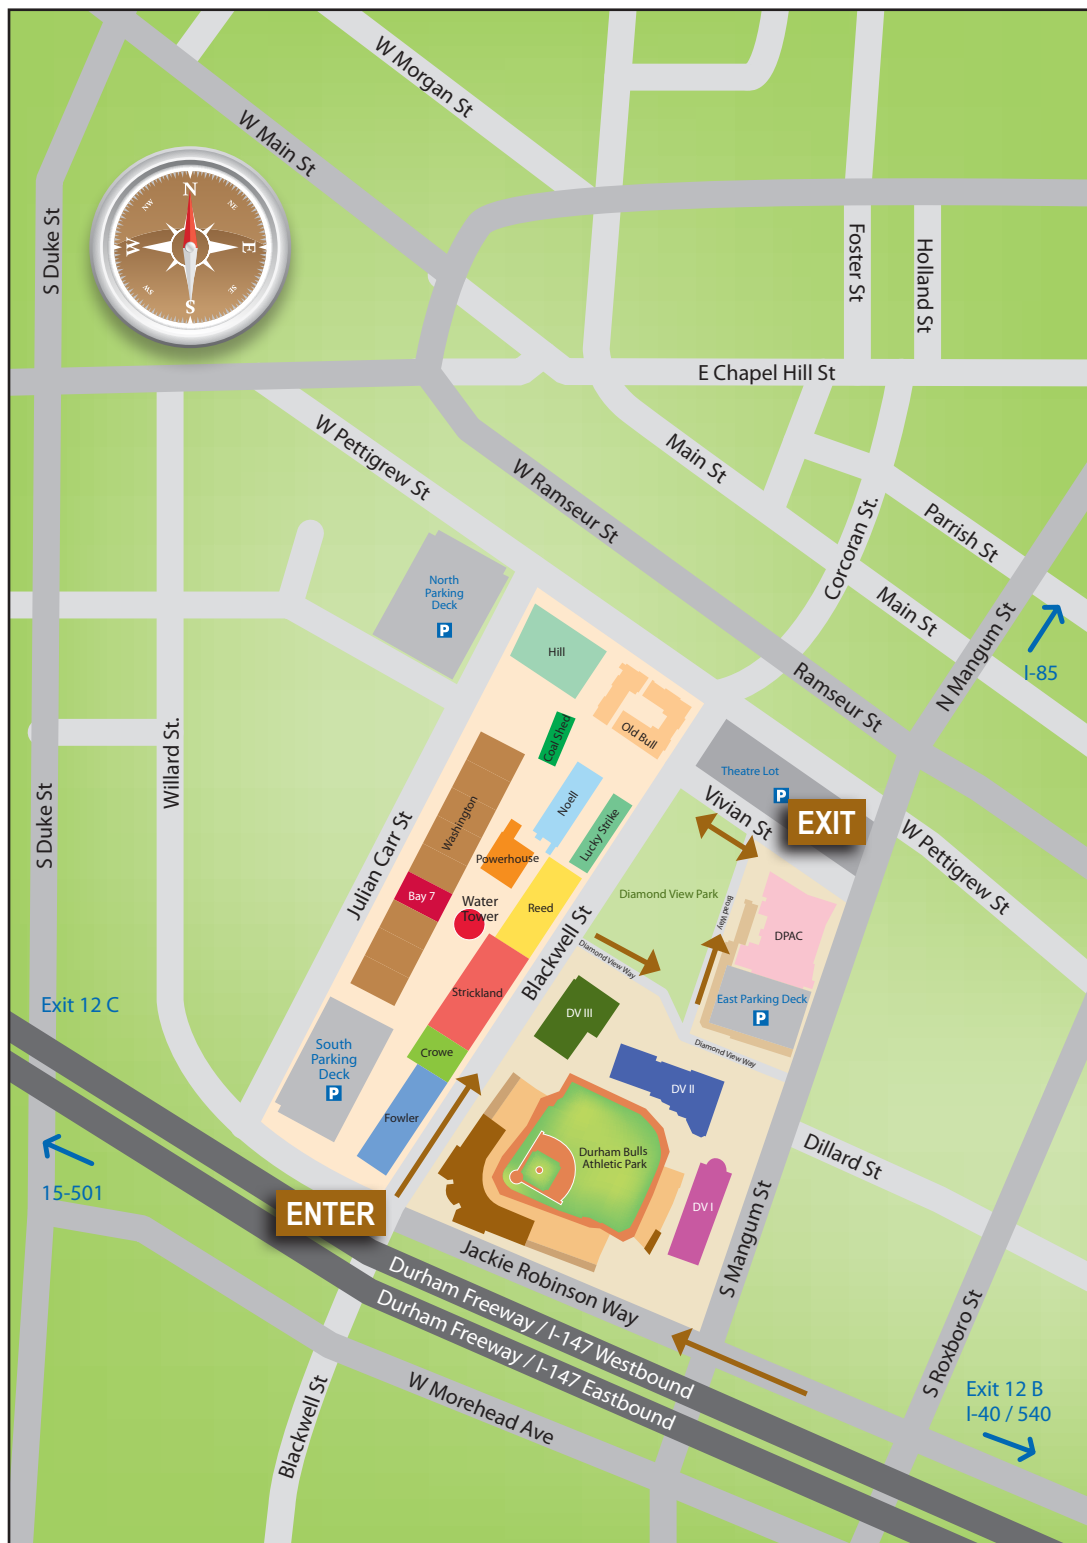 W Morgan St
W Main St
S Duke St
N
NE
E
SE
S
SW
W
NW
Foster St
Holland St
E Chapel Hill St
W Pettigrew St
W Ramseur St
Main St
Corcoran St.
Parrish St
Main St
North
Parking
Deck
P
N Mangum St
I-85
Ramseur St
Hill
Old Bull
Coal Shed
Theatre Lot
P
Vivian St
EXIT
W Pettigrew St
Willard St.
S Duke St
Julian Carr St
Washington
Noell
Lucky Strike
Powerhouse
Bay 7
Water
Tower
Reed
Diamond View Park
Broad Way
DPAC
Blackwell St
Diamond View Way
Strickland
East Parking Deck
P
Exit 12 C
DV III
Crowe
South
Parking
Deck
P
Diamond View Way
DV II
Fowler
Durham Bulls
Athletic Park
Dillard St
15-501
ENTER
DV I
S Mangum St
Jackie Robinson Way
Durham Freeway / I-147 Westbound
Durham Freeway / I-147 Eastbound
S Roxboro St
Exit 12 B
I-40 / 540
W Morehead Ave
Blackwell St